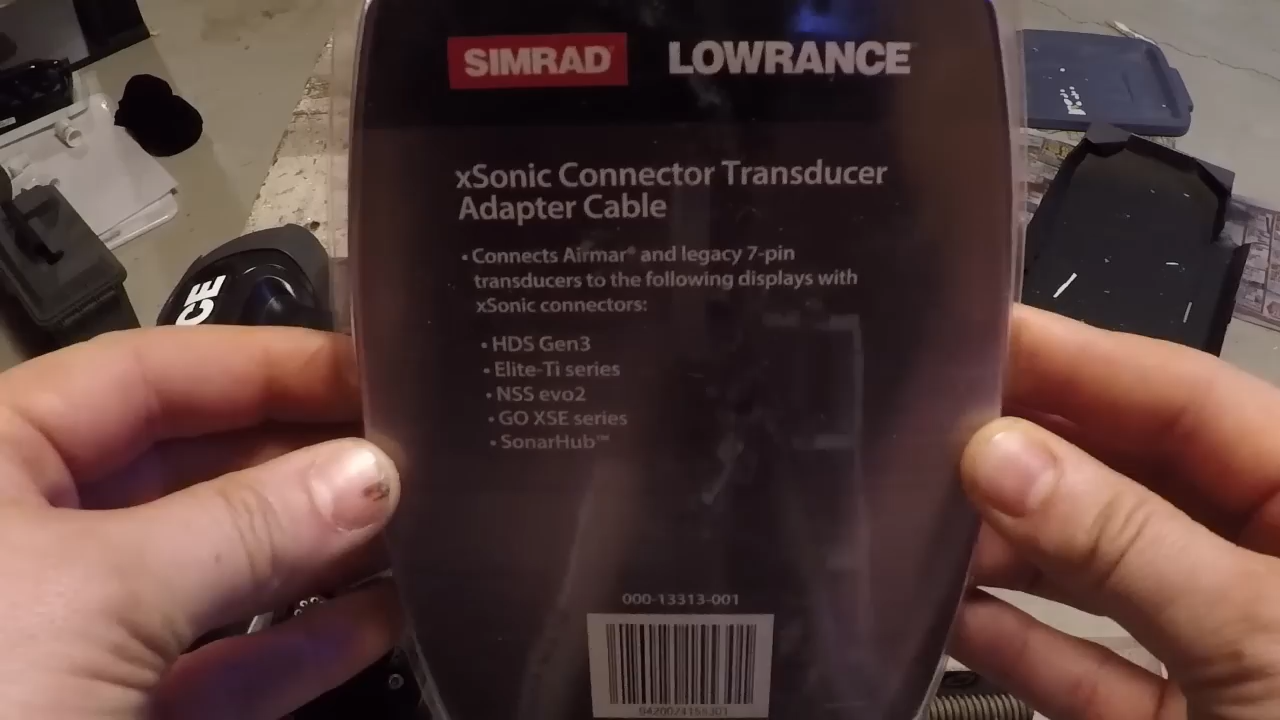 SIMRAD LOWRANCE
xSonic Connector Transducer
Adapter Cable
• Connects Airmar® and legacy 7-pin
transducers to the following displays with
xSonic connectors:
• HDS Gen3
• Elite-Ti series
• NSS evo2
• GO XSE series
• SonarHub™
000-13313-001
CE